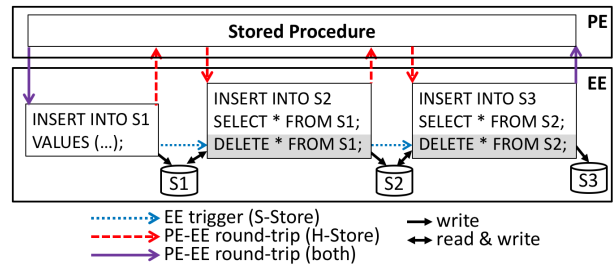 PE
Stored Procedure
EE
INSERT INTO S1
VALUES (...);
INSERT INTO S2
SELECT * FROM S1;
DELETE * FROM S1;
INSERT INTO S3
SELECT * FROM S2;
DELETE * FROM S2;
S1
S2
S3
EE trigger (S-Store)
PE-EE round-trip (H-Store)
PE-EE round-trip (both)
write
read & write